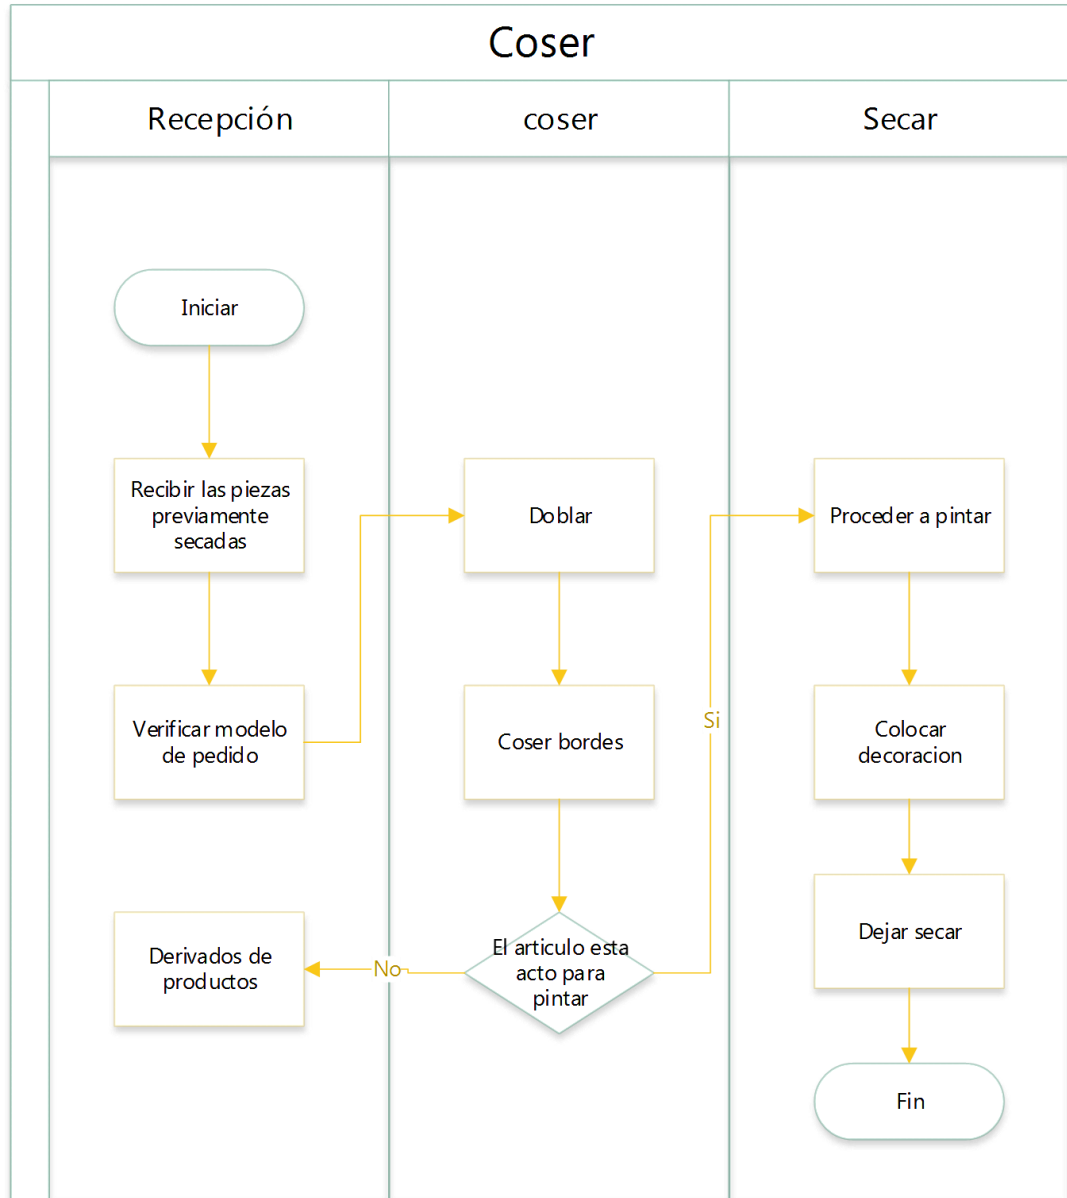 Coser
Recepción
coser
Secar
Iniciar
Recibir las piezas
previamente
secadas
Verificar modelo
de pedido
Derivados de
productos
Doblar
Coser bordes
El articulo esta
acto para
pintar
No
Si
Proceder a pintar
Colocar
decoracion
Dejar secar
Fin